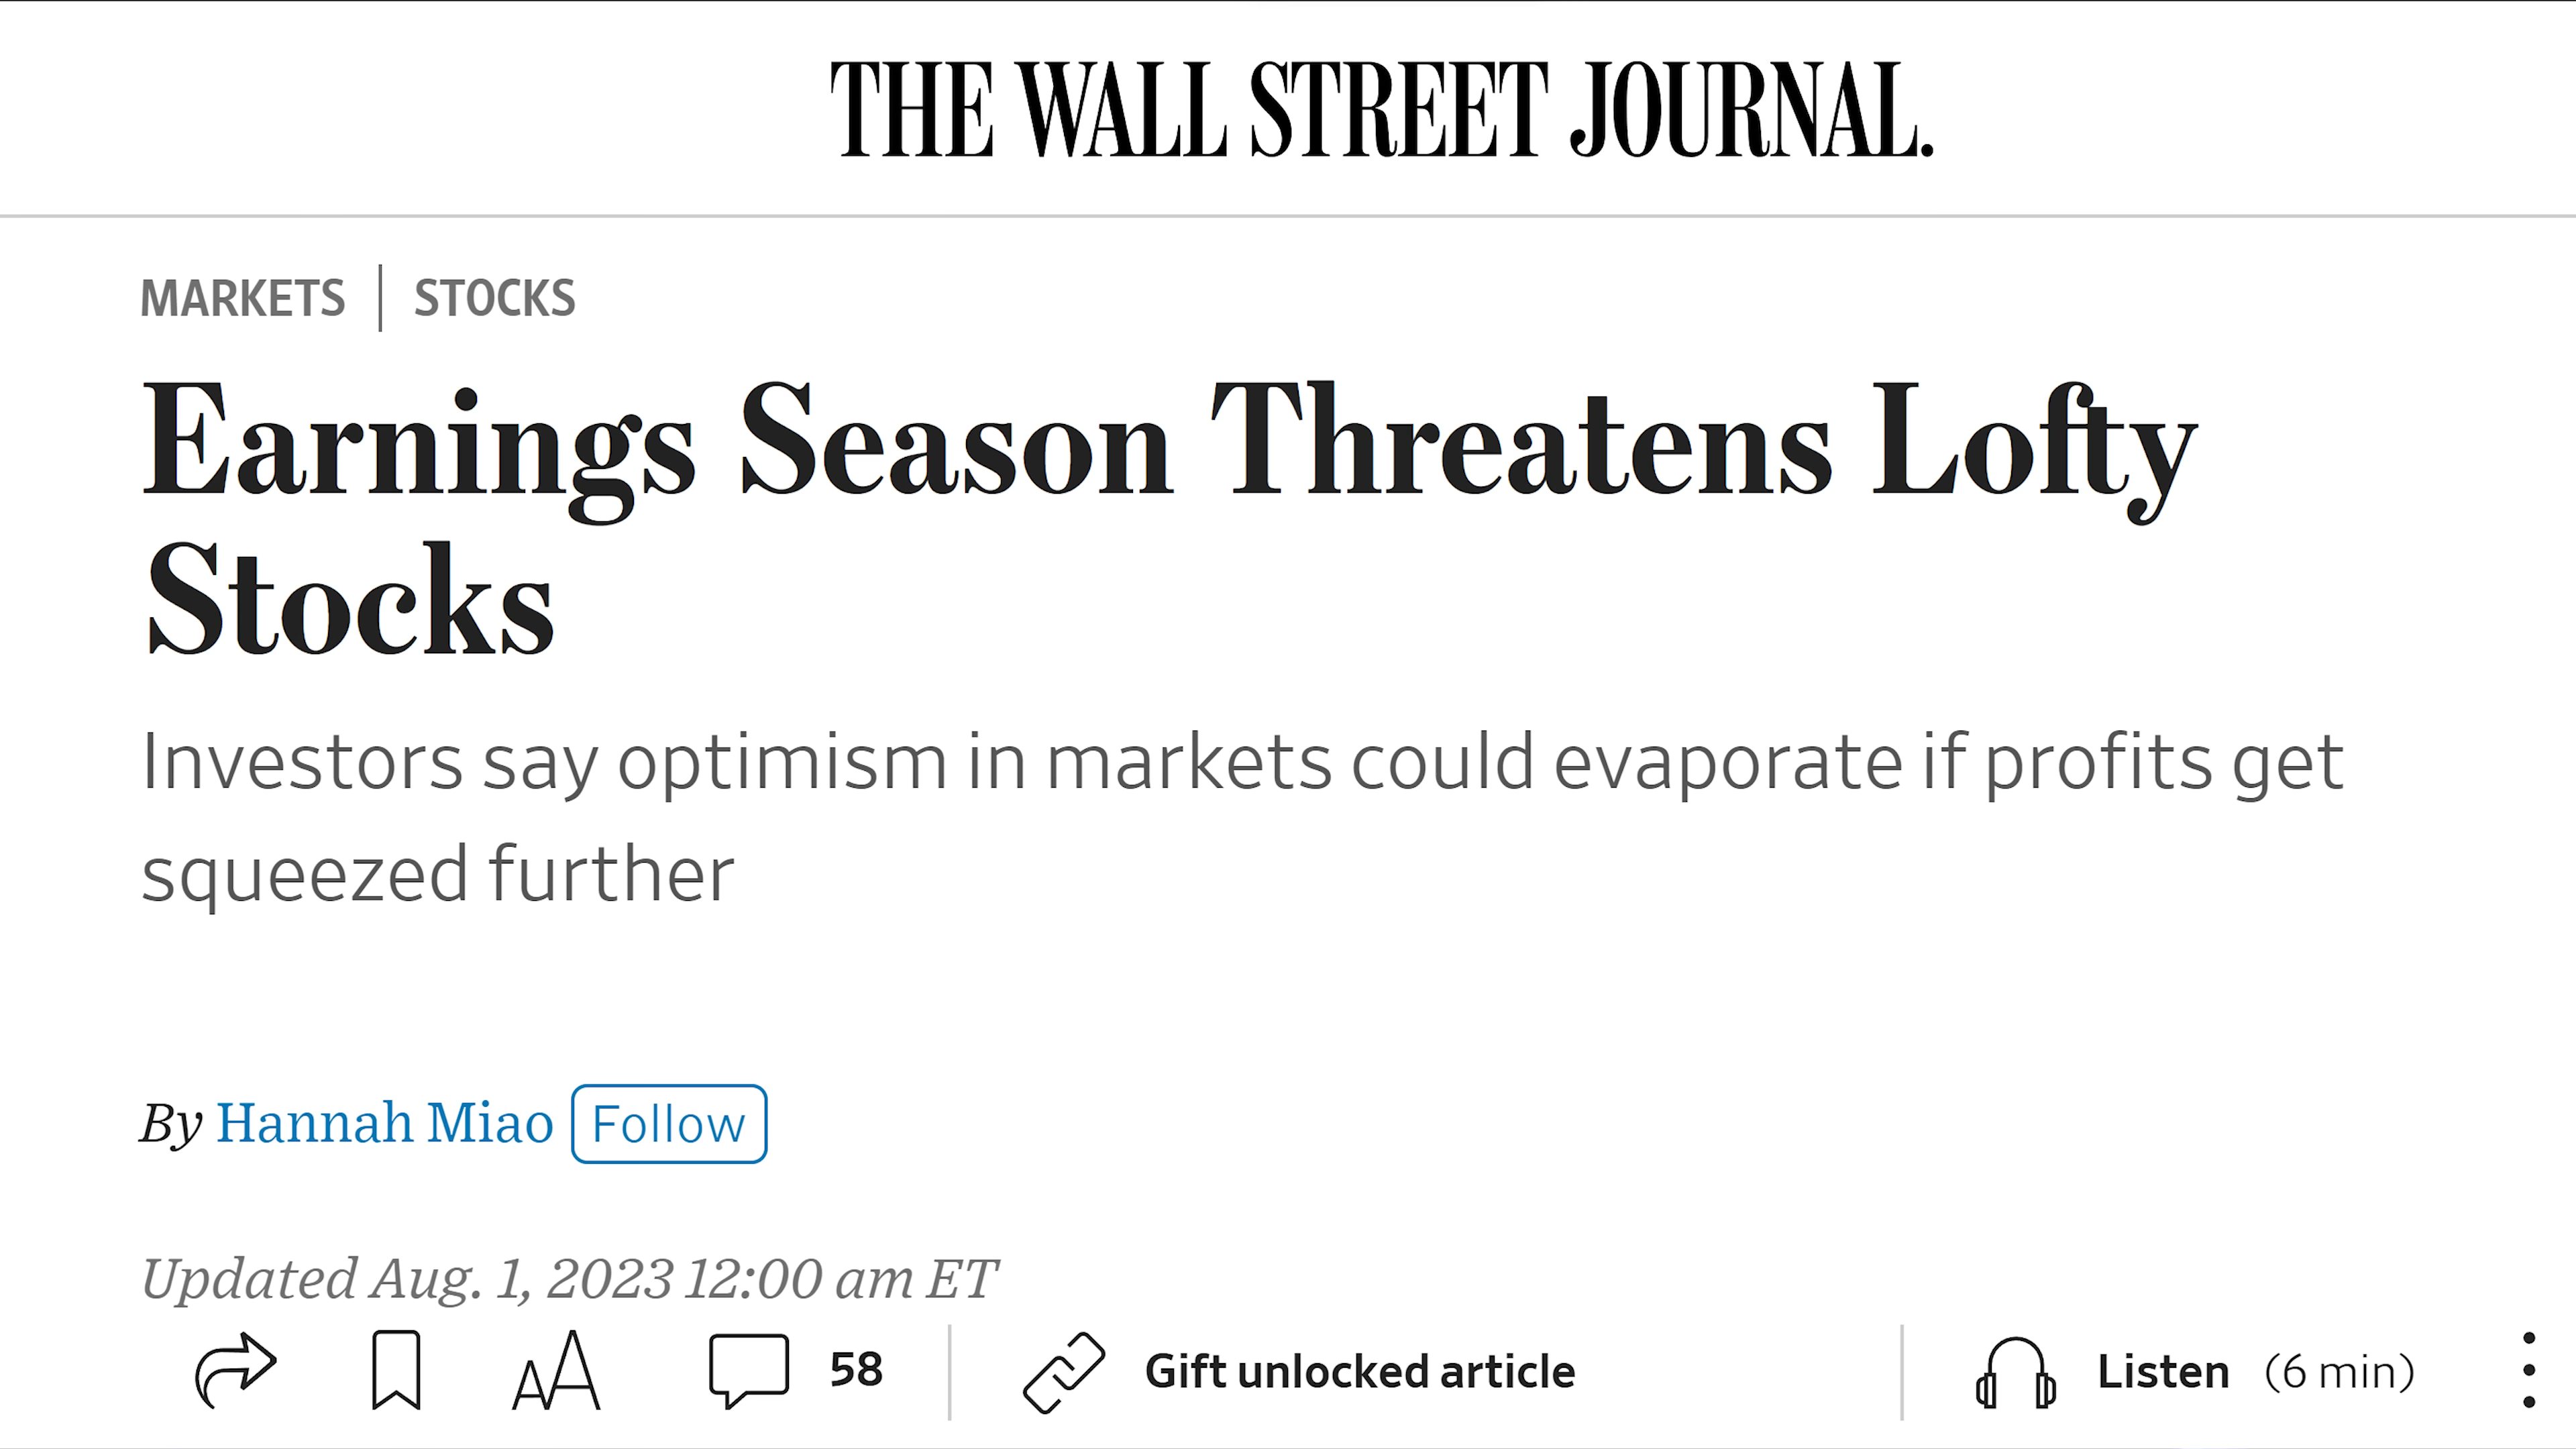 THE WALL STREET JOURNAL.
MARKETS | STOCKS
Earnings Season Threatens Lofty
Stocks
Investors say optimism in markets could evaporate if profits get
squeezed further
By Hannah Miao Follow
Updated Aug. 1, 2023 12:00 am ET
AA 58 Gift unlocked article Listen (6 min)